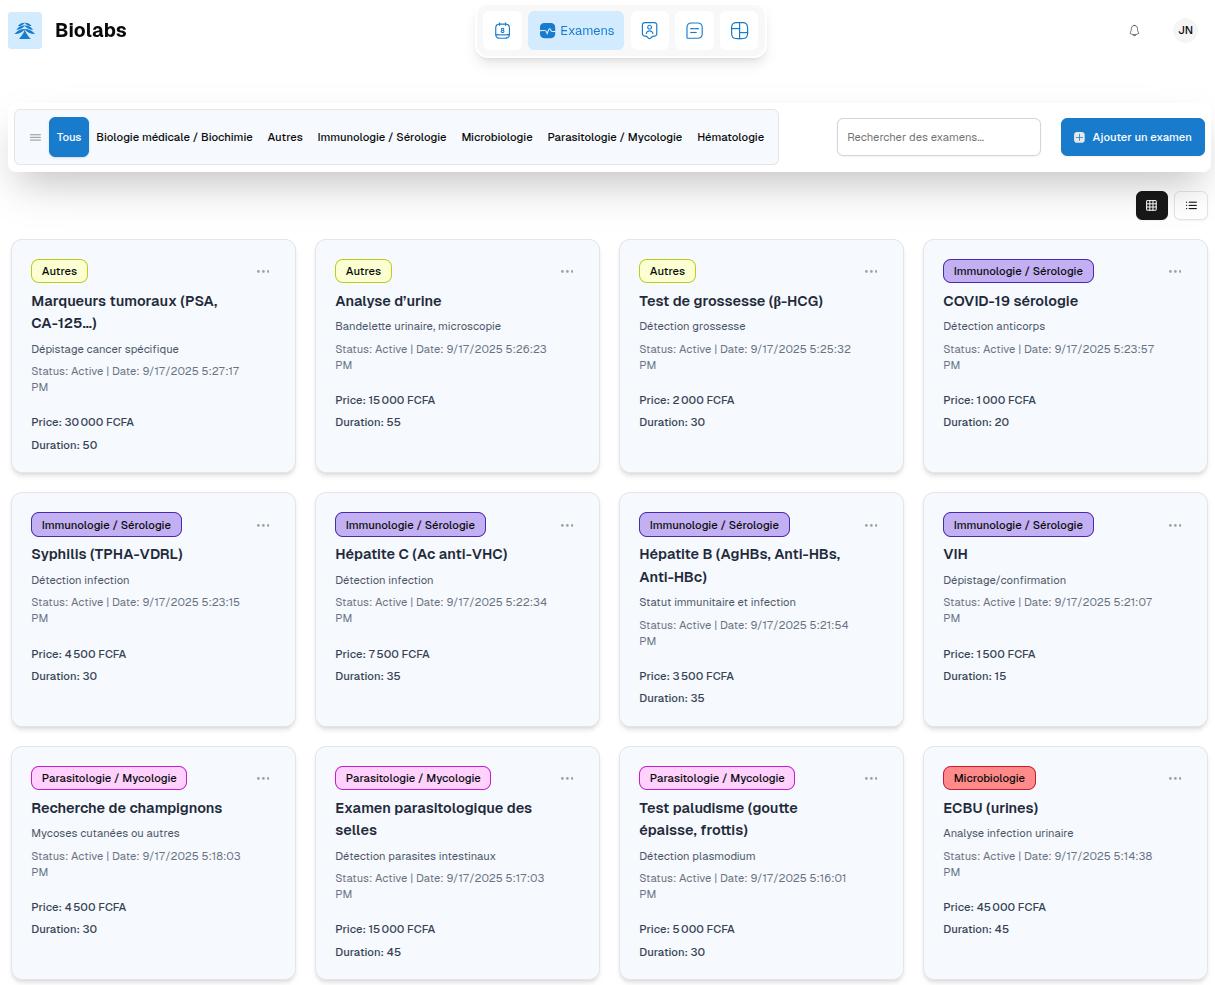 Biolabs
8
Examens
JN
Tous
Biologie médicale / Biochimie
Autres
Immunologie / Sérologie
Microbiologie
Parasitologie / Mycologie
Hématologie
Rechercher des examens...
Ajouter un examen
Autres
Marqueurs tumoraux (PSA,
CA-125…)
Dépistage cancer spécifique
Status: Active | Date: 9/17/2025 5:27:17
PM
Price: 30 000 FCFA
Duration: 50
Autres
Analyse d’urine
Bandelette urinaire, microscopie
Status: Active | Date: 9/17/2025 5:26:23
PM
Price: 15 000 FCFA
Duration: 55
Autres
Test de grossesse (β-HCG)
Détection grossesse
Status: Active | Date: 9/17/2025 5:25:32
PM
Price: 2 000 FCFA
Duration: 30
Immunologie / Sérologie
COVID-19 sérologie
Détection anticorps
Status: Active | Date: 9/17/2025 5:23:57
PM
Price: 1 000 FCFA
Duration: 20
Immunologie / Sérologie
Syphilis (TPHA-VDRL)
Détection infection
Status: Active | Date: 9/17/2025 5:23:15
PM
Price: 4 500 FCFA
Duration: 30
Immunologie / Sérologie
Hépatite C (Ac anti-VHC)
Détection infection
Status: Active | Date: 9/17/2025 5:22:34
PM
Price: 7 500 FCFA
Duration: 35
Immunologie / Sérologie
Hépatite B (AgHBs, Anti-HBs,
Anti-HBc)
Statut immunitaire et infection
Status: Active | Date: 9/17/2025 5:21:54
PM
Price: 3 500 FCFA
Duration: 35
Immunologie / Sérologie
VIH
Dépistage/confirmation
Status: Active | Date: 9/17/2025 5:21:07
PM
Price: 1 500 FCFA
Duration: 15
Parasitologie / Mycologie
Recherche de champignons
Mycoses cutanées ou autres
Status: Active | Date: 9/17/2025 5:18:03
PM
Price: 4 500 FCFA
Duration: 30
Parasitologie / Mycologie
Examen parasitologique des
selles
Détection parasites intestinaux
Status: Active | Date: 9/17/2025 5:17:03
PM
Price: 15 000 FCFA
Duration: 45
Parasitologie / Mycologie
Test paludisme (goutte
épaisse, frottis)
Détection plasmodium
Status: Active | Date: 9/17/2025 5:16:01
PM
Price: 5 000 FCFA
Duration: 30
Microbiologie
ECBU (urines)
Analyse infection urinaire
Status: Active | Date: 9/17/2025 5:14:38
PM
Price: 45 000 FCFA
Duration: 45